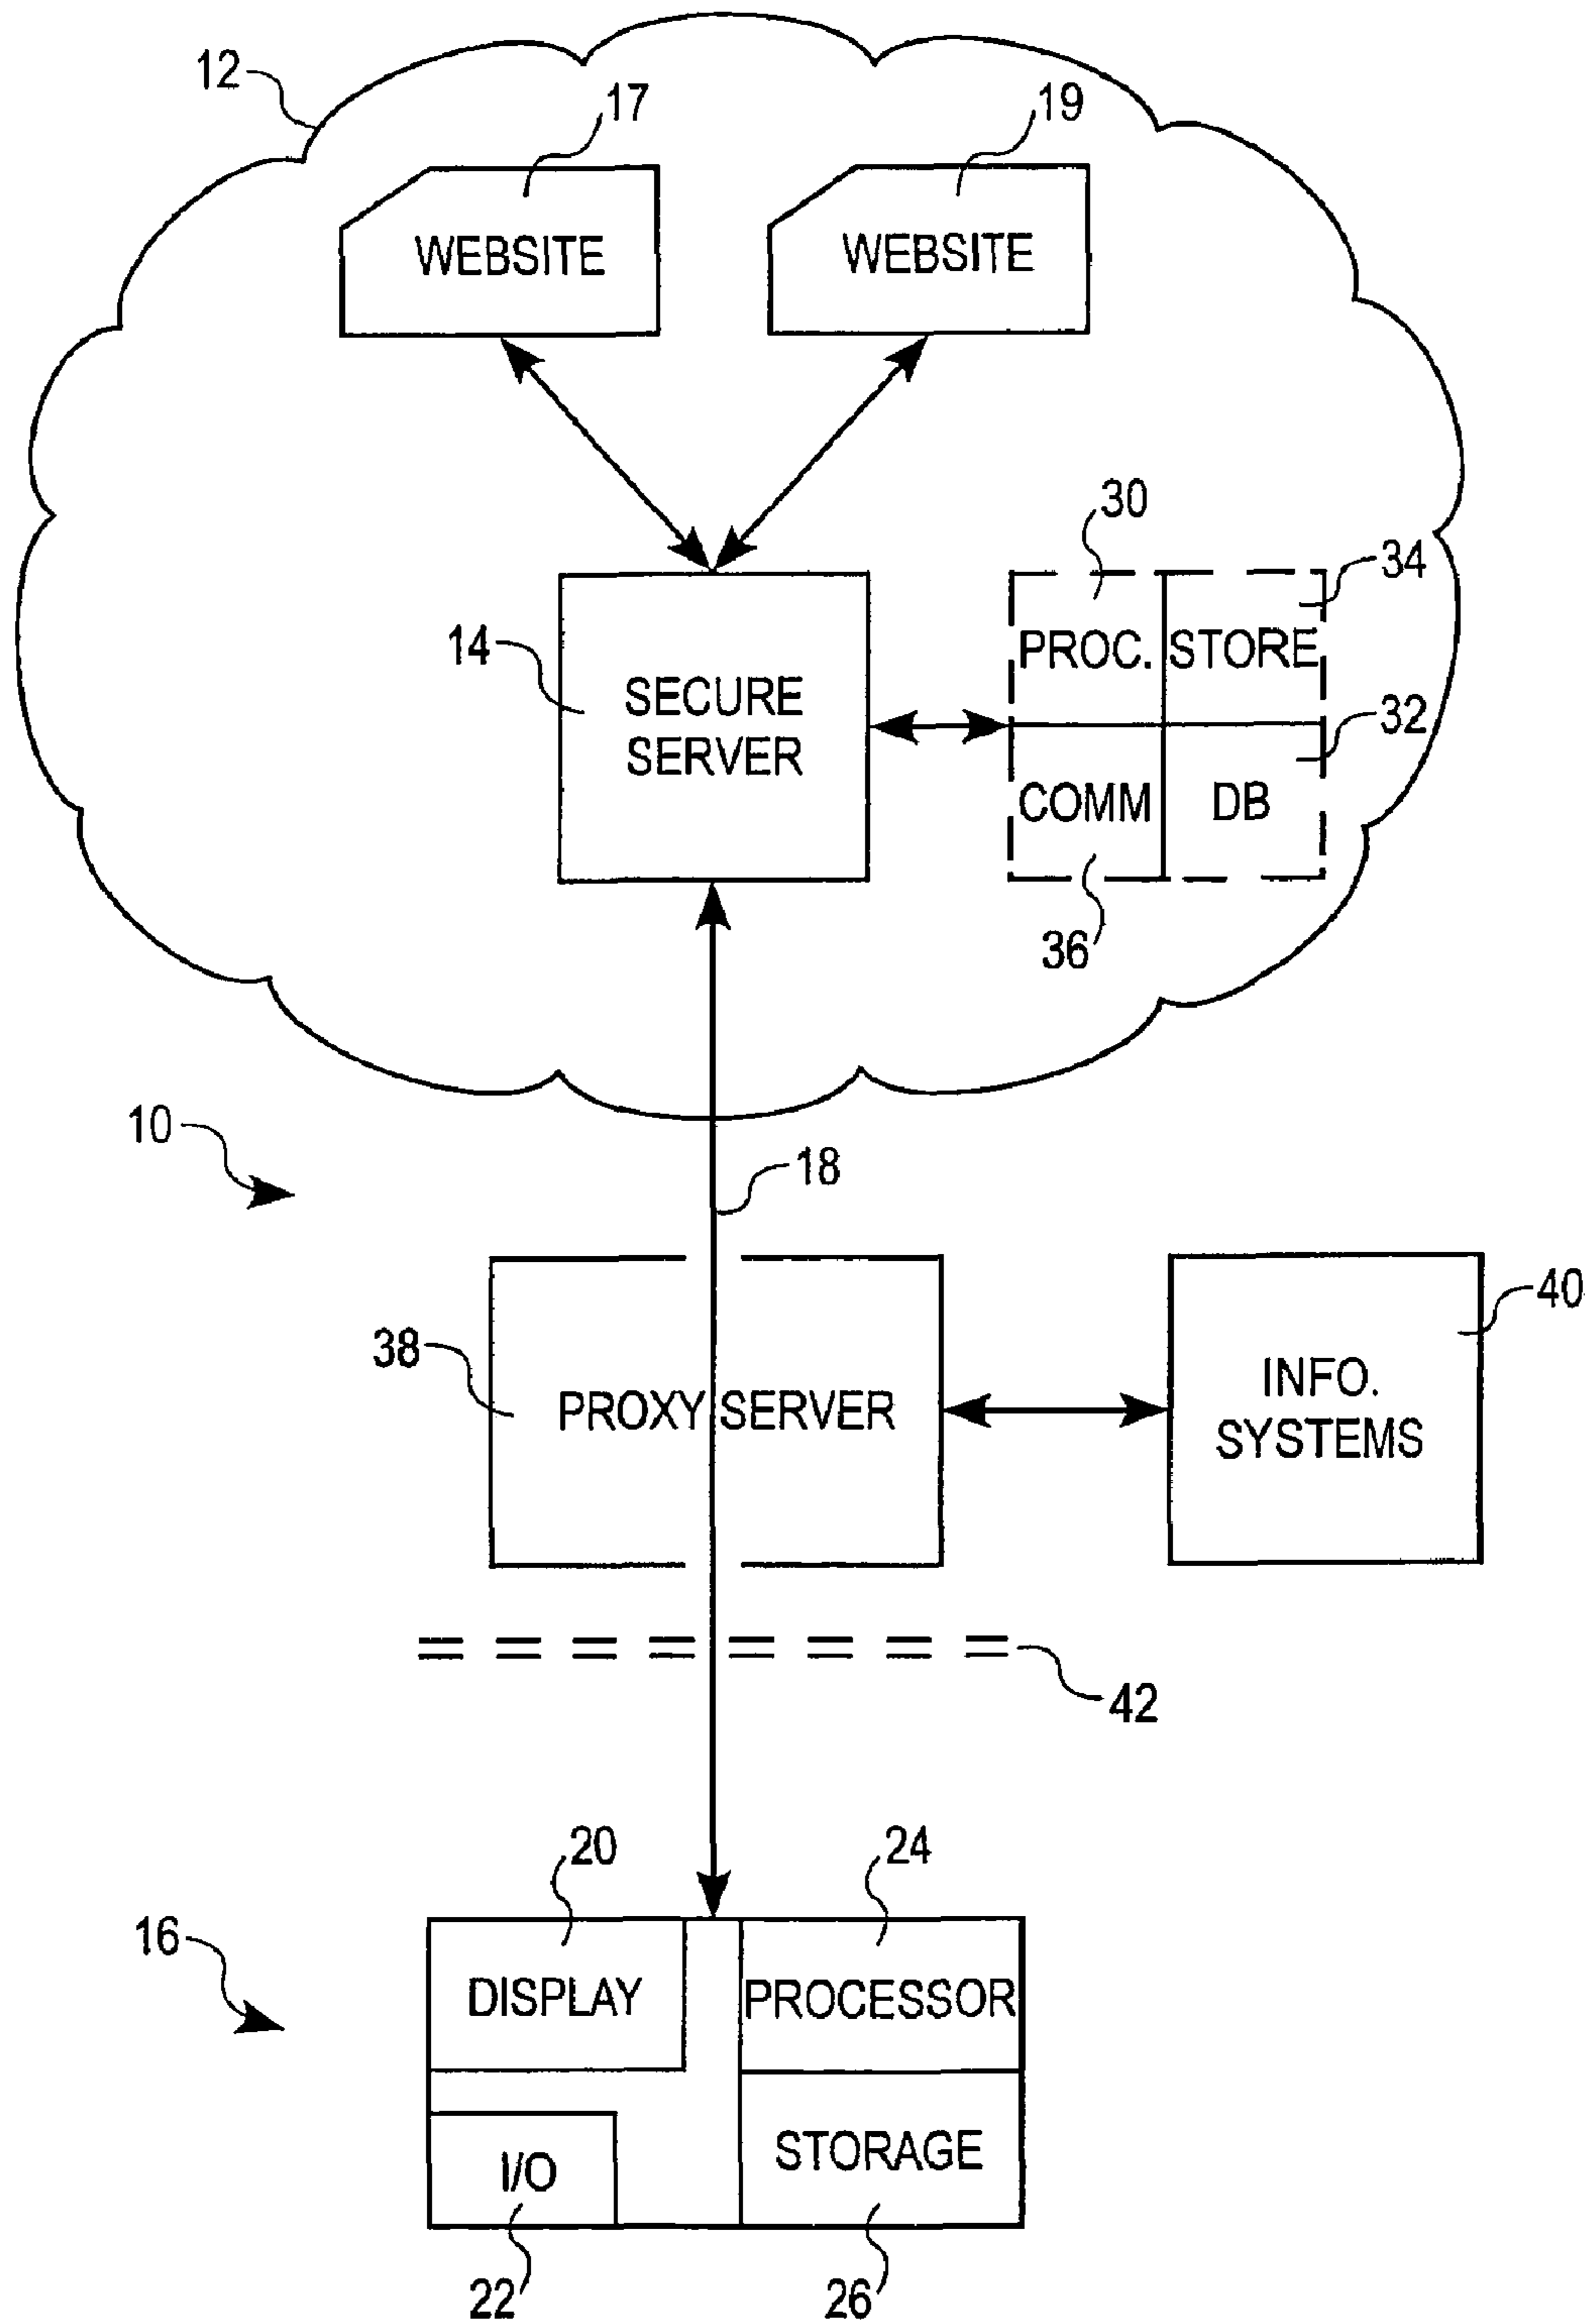 12
17
19
WEBSITE
WEBSITE
30
34
14
SECURE
SERVER
PROC.
STORE
32
COMM
DB
36
10
18
40
38
PROXY SERVER
INFO.
SYSTEMS
42
20
24
16
DISPLAY
PROCESSOR
I/O
STORAGE
22
26